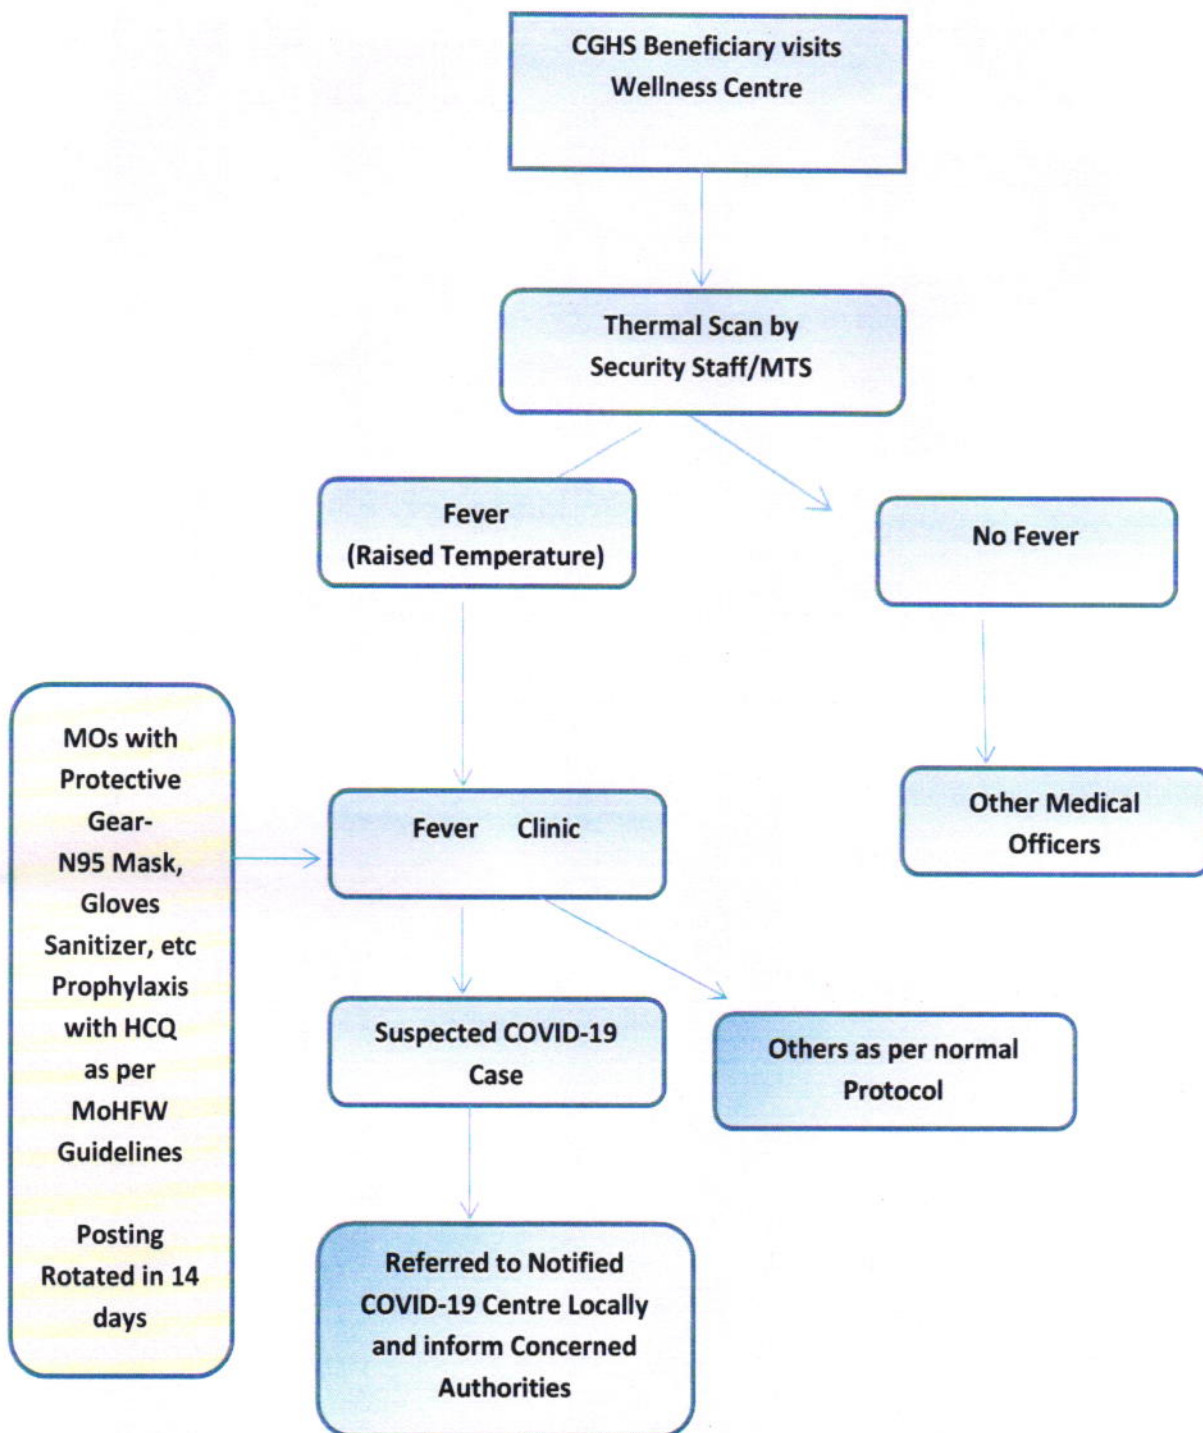 CGHS Beneficiary visits
Wellness Centre
Thermal Scan by
Security Staff/MTS
Fever
(Raised Temperature)
No Fever
MOs with
Protective
Gear-
N95 Mask,
Gloves
Sanitizer, etc
Prophylaxis
with HCQ
as per
MoHFW
Guidelines
Posting
Rotated in 14
days
Fever Clinic
Other Medical
Officers
Suspected COVID-19
Case
Others as per normal
Protocol
Referred to Notified
COVID-19 Centre Locally
and inform Concerned
Authorities